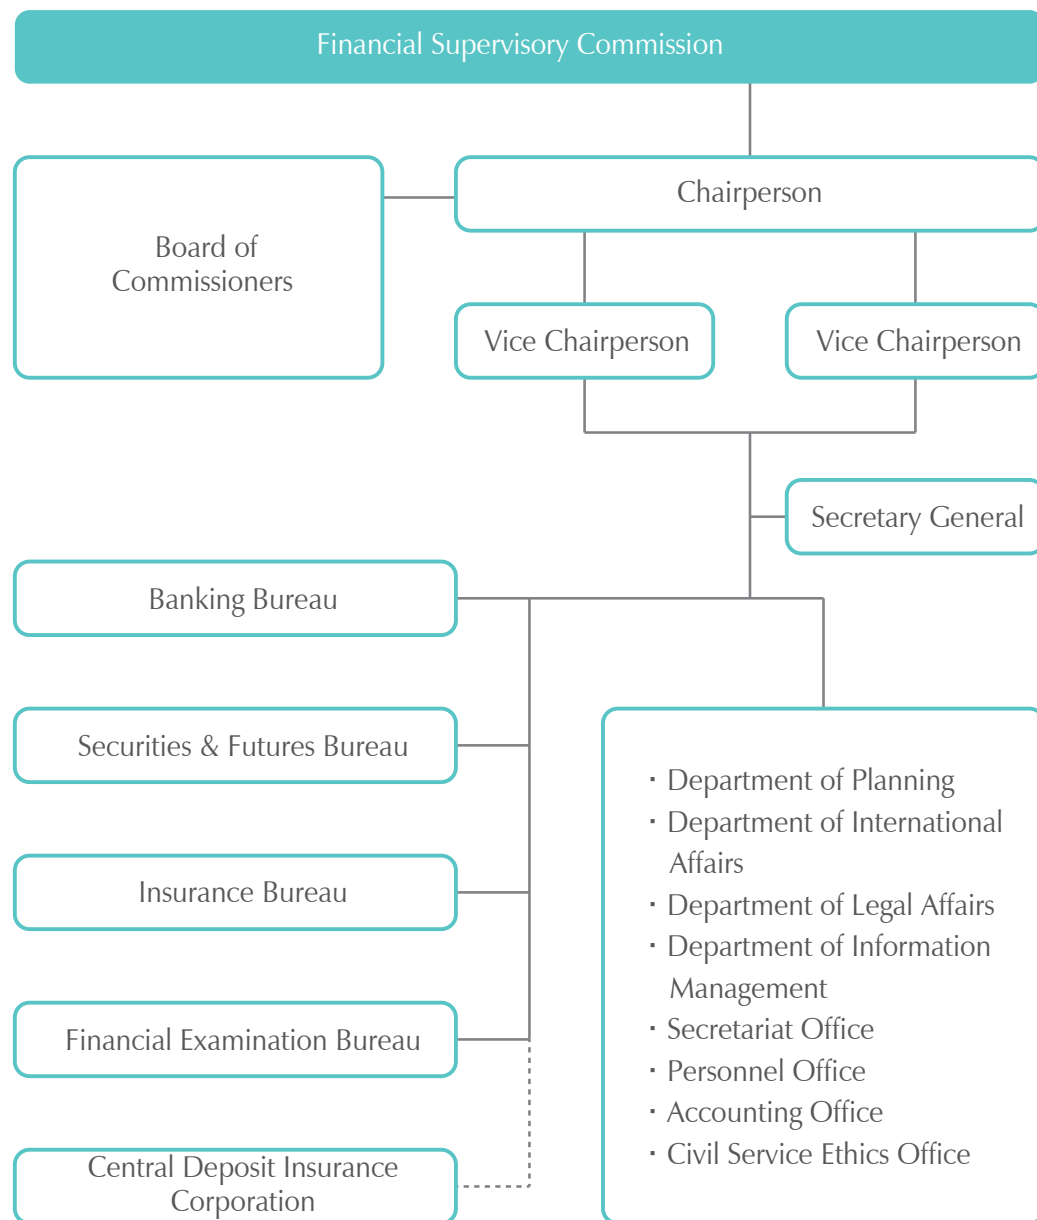 Financial Supervisory Commission
Chairperson
Board of
Commissioners
Vice Chairperson
Vice Chairperson
Secretary General
Banking Bureau
Securities & Futures Bureau
Insurance Bureau
Financial Examination Bureau
Central Deposit Insurance
Corporation
· Department of Planning
· Department of International
Affairs
· Department of Legal Affairs
· Department of Information
Management
· Secretariat Office
· Personnel Office
· Accounting Office
· Civil Service Ethics Office